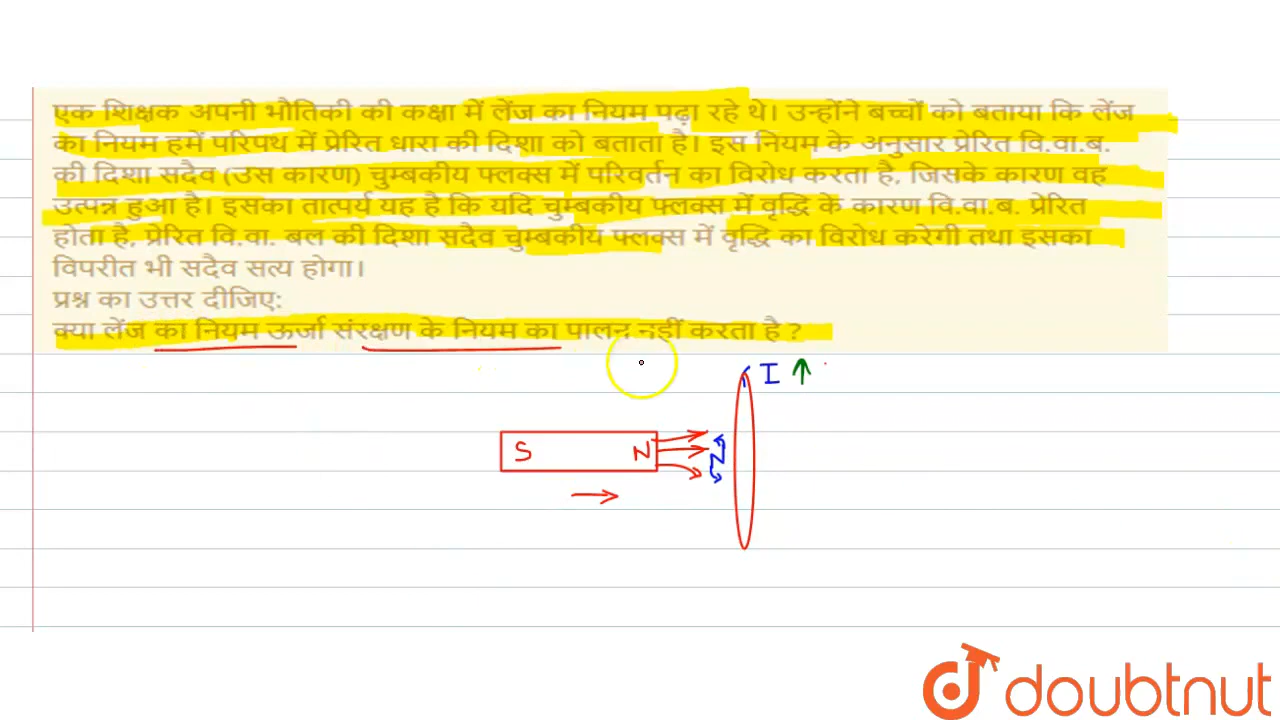 एक शिक्षक अपनी भौतिकी की कक्षा में लेंज का नियम पढ़ा रहे थे। उन्होंने बच्चों को बताया कि लेंज
का नियम हमें परिपथ में प्रेरित धारा की दिशा को बताता है। इस नियम के अनुसार प्रेरित वि.वा.ब.
की दिशा सदैव (उस कारण) चुम्बकीय फ्लक्स में परिवर्तन का विरोध करता है, जिसके कारण वह
उत्पन्न हुआ है। इसका तात्पर्य यह है कि यदि चुम्बकीय फ्लक्स में वृद्धि के कारण वि.वा.ब. प्रेरित
होता है, प्रेरित वि.वा. बल की दिशा सदैव चुम्बकीय फ्लक्स में वृद्धि का विरोध करेगी तथा इसका
विपरीत भी सदैव सत्य होगा।
प्रश्न का उत्तर दीजिए:
क्या लेंज का नियम ऊर्जा संरक्षण के नियम का पालन नहीं करता है ?
I
S N N
doubtnut